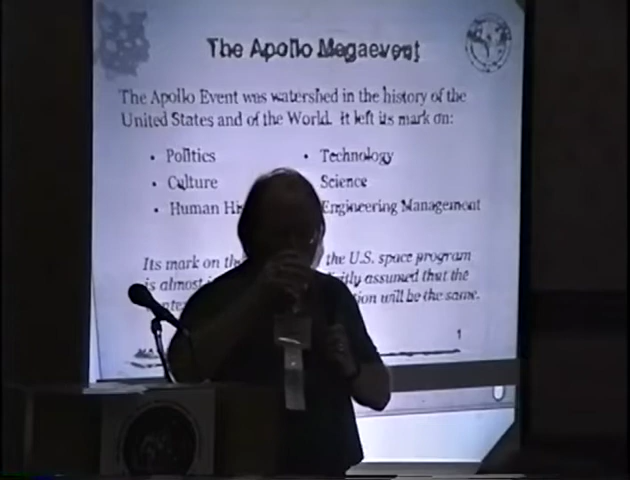 The Apollo Megaevent
The Apollo Event was watershed in the history of the
United States and of the World. It left its mark on:
• Politics • Technology
• Culture Science
• Human Engineering Management
Its mark on the U.S. space program
is almost assumed that the
will be the same.
1